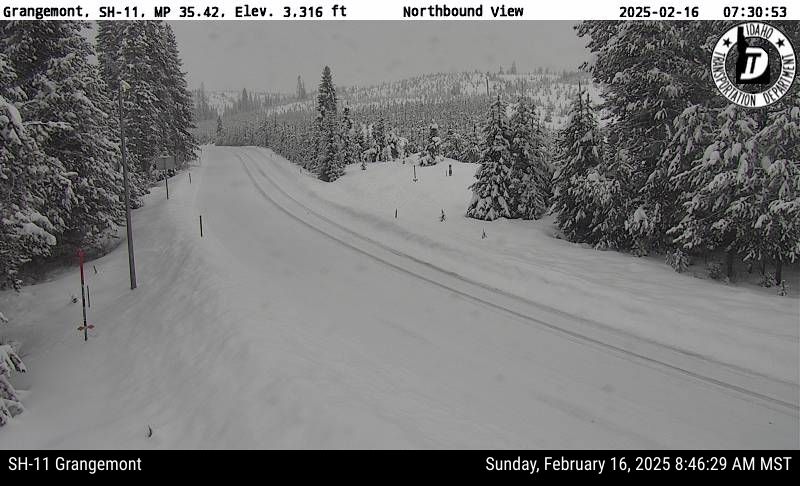 Grangemont, SH-11, MP 35.42, Elev. 3,316 ft Northbound View 2025-02-16 07:30:53
IDAHO
TRANSPORTATION DEPARTMENT
SH-11 Grangemont Sunday, February 16, 2025 8:46:29 AM MST